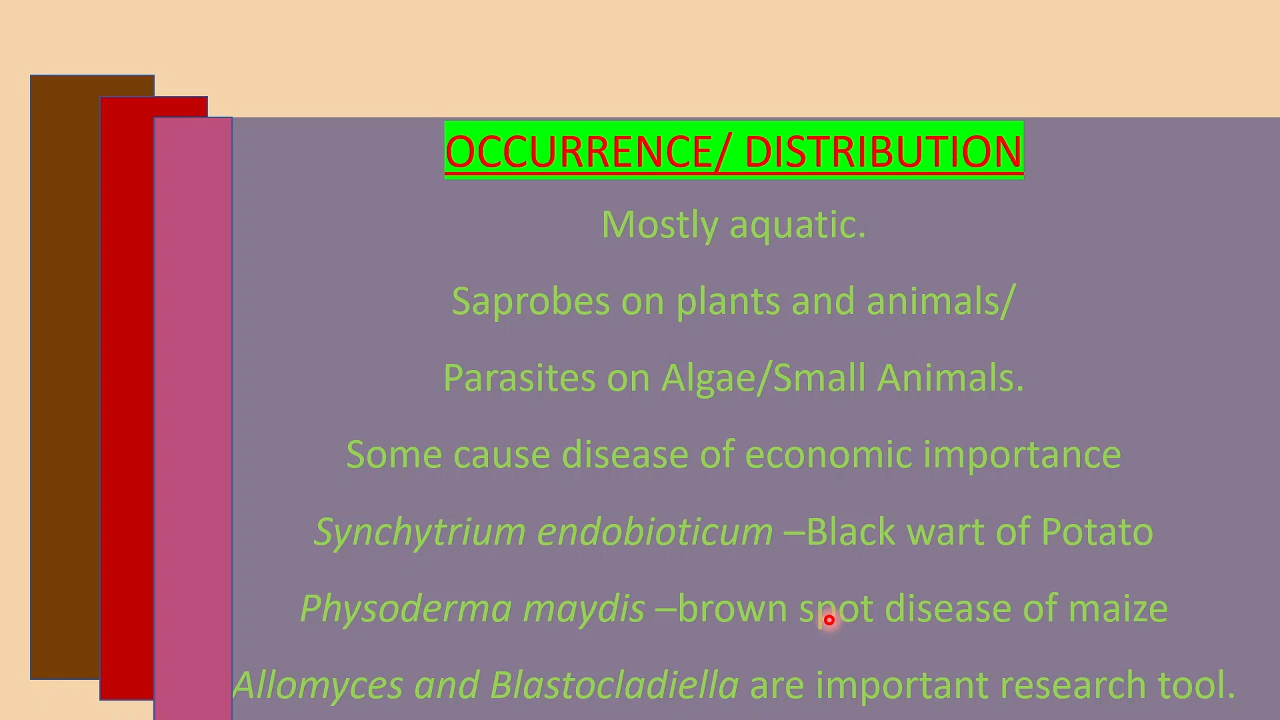 OCCURRENCE/ DISTRIBUTION
Mostly aquatic.
Saprobes on plants and animals/
Parasites on Algae/Small Animals.
Some cause disease of economic importance
Synchytrium endobioticum –Black wart of Potato
Physoderma maydis –brown spot disease of maize
Allomyces and Blastocladiella are important research tool.